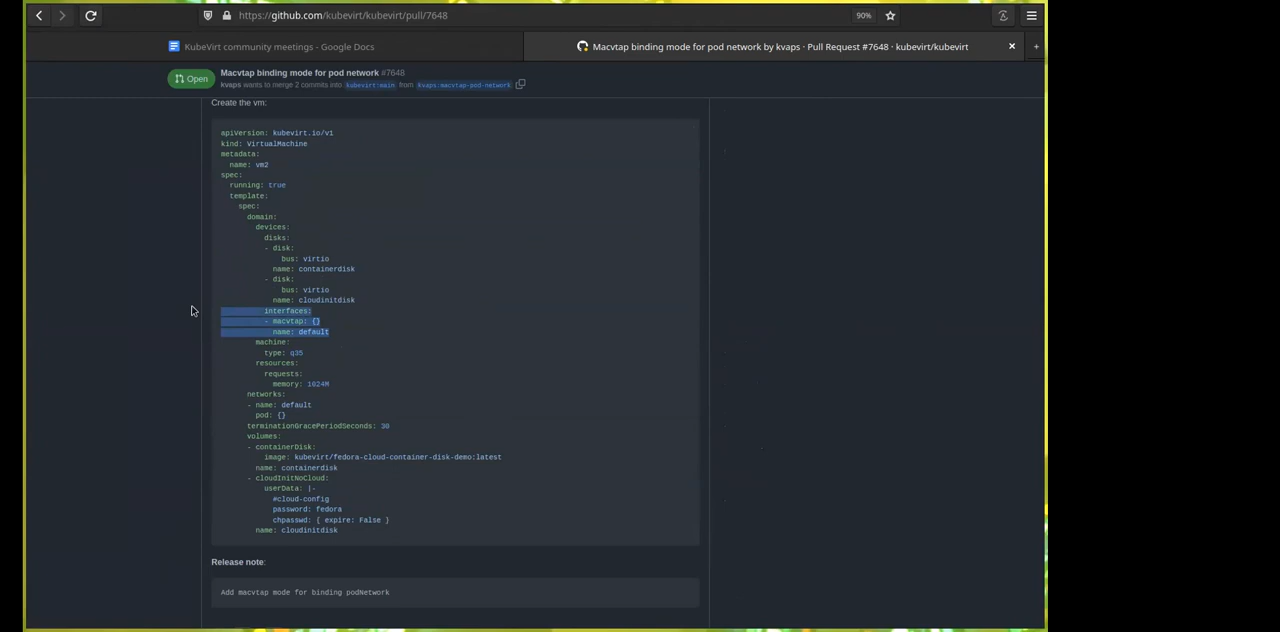 https://github.com/kubevirt/kubevirt/pull/7648
90%
KubeVirt community meetings - Google Docs
Macvtap binding mode for pod network by kvaps · Pull Request #7648 · kubevirt/kubevirt
Open
Macvtap binding mode for pod network #7648
kvaps wants to merge 2 commits into kubevirt:main from kvaps:macvtap-pod-network
Create the vm:
apiVersion: kubevirt.io/v1
kind: VirtualMachine
metadata:
  name: vm2
spec:
  running: true
  template:
    spec:
      domain:
        devices:
          disks:
          - disk:
              bus: virtio
            name: containerdisk
          - disk:
              bus: virtio
            name: cloudinitdisk
          interfaces:
          - macvtap: {}
            name: default
        machine:
          type: q35
        resources:
          requests:
            memory: 1024M
      networks:
      - name: default
        pod: {}
      terminationGracePeriodSeconds: 30
      volumes:
      - containerDisk:
          image: kubevirt/fedora-cloud-container-disk-demo:latest
        name: containerdisk
      - cloudInitNoCloud:
          userData: |-
            #cloud-config
            password: fedora
            chpasswd: { expire: False }
        name: cloudinitdisk
Release note:
Add macvtap mode for binding podNetwork